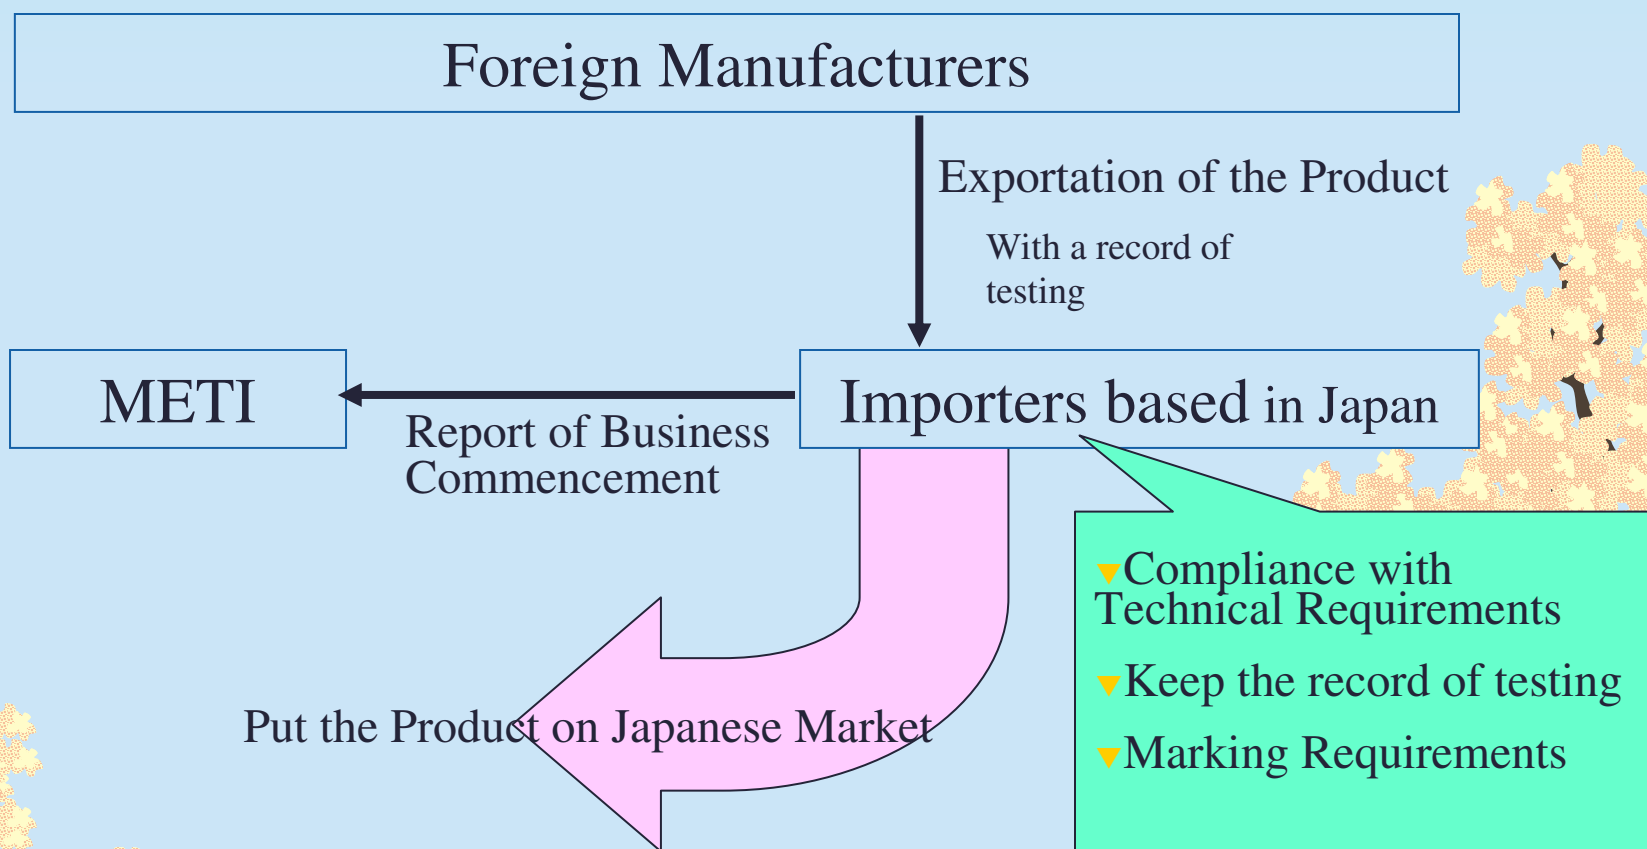 Foreign Manufacturers
Exportation of the Product
With a record of
testing
METI
Importers based in Japan
Report of Business
Commencement
Compliance with
Technical Requirements
Keep the record of testing
Marking Requirements
Put the Product on Japanese Market